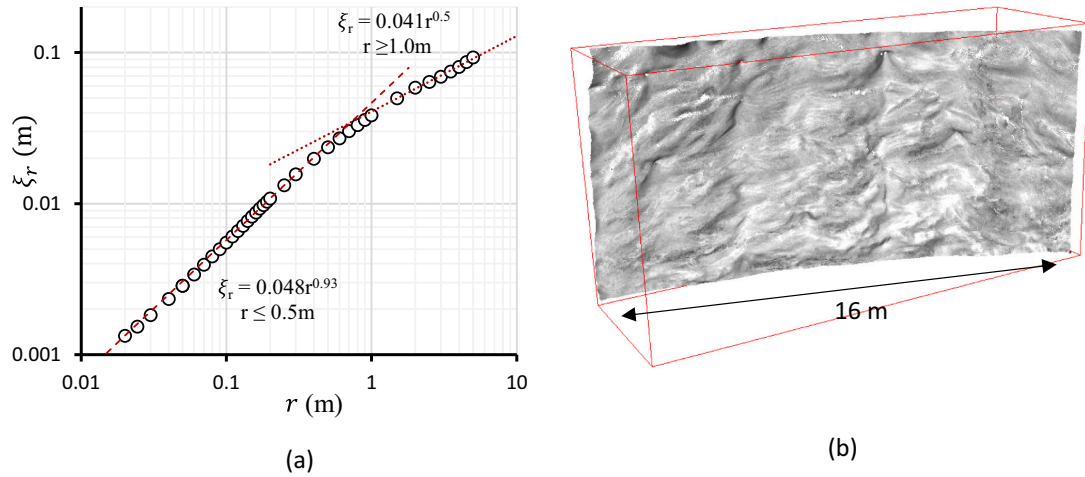 ξr = 0.041r^0.5
r ≥1.0m
0.1
0.01
0.001
ξr (m)
ξr = 0.048r^0.93
r ≤ 0.5m
0.01
0.1
1
10
r (m)
(a)
16 m
(b)